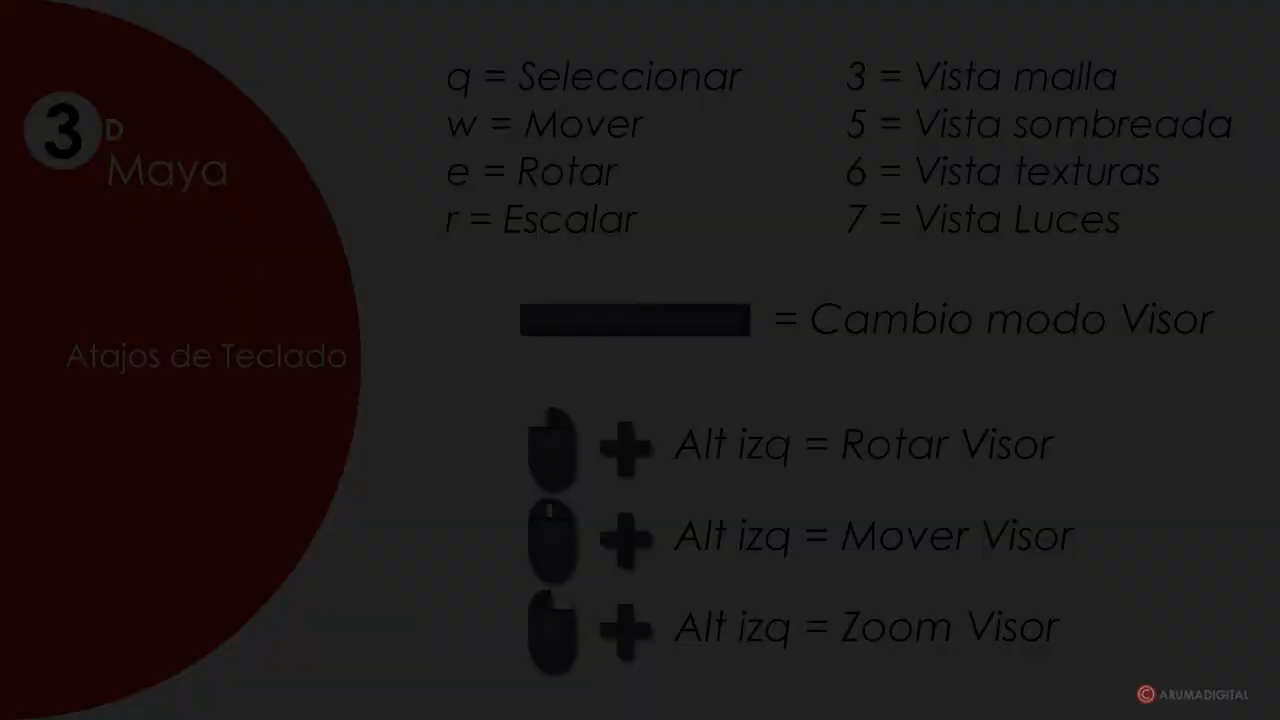 3D
Maya
Atajos de Teclado
q = Seleccionar
w = Mover
e = Rotar
r = Escalar
3 = Vista malla
5 = Vista sombreada
6 = Vista texturas
7 = Vista Luces
= Cambio modo Visor
+ Alt izq = Rotar Visor
+ Alt izq = Mover Visor
+ Alt izq = Zoom Visor
© ARUMADIGITAL